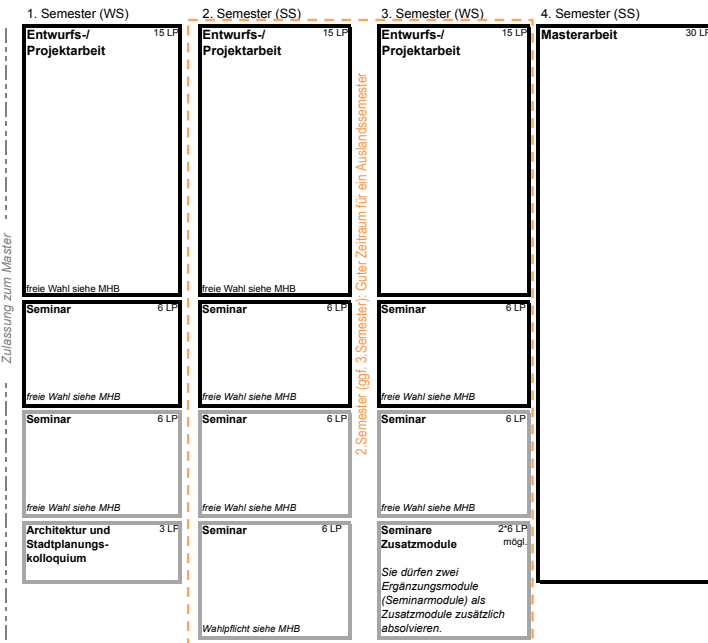 1. Semester (WS)
2. Semester (SS)
3. Semester (WS)
4. Semester (SS)
Zulassung zum Master
Entwurfs-/ 15 LP
Projektarbeit
freie Wahl siehe MHB
Seminar 6 LP
freie Wahl siehe MHB
Seminar 6 LP
freie Wahl siehe MHB
Architektur und 3 LP
Stadtplanungs-
kolloquium
Entwurfs-/ 15 LP
Projektarbeit
freie Wahl siehe MHB
Seminar 6 LP
freie Wahl siehe MHB
Seminar 6 LP
freie Wahl siehe MHB
Seminar 6 LP
Wahlpflicht siehe MHB
2.Semester (ggf. 3.Semester): Guter Zeitraum für ein Auslandssemester
Entwurfs-/ 15 LP
Projektarbeit
Seminar 6 LP
freie Wahl siehe MHB
Seminar 6 LP
freie Wahl siehe MHB
Seminare 2*6 LP
Zusatzmodule mögl.
Sie dürfen zwei
Ergänzungsmodule
(Seminarmodule) als
Zusatzmodule zusätzlich
absolvieren.
Masterarbeit 30 LP